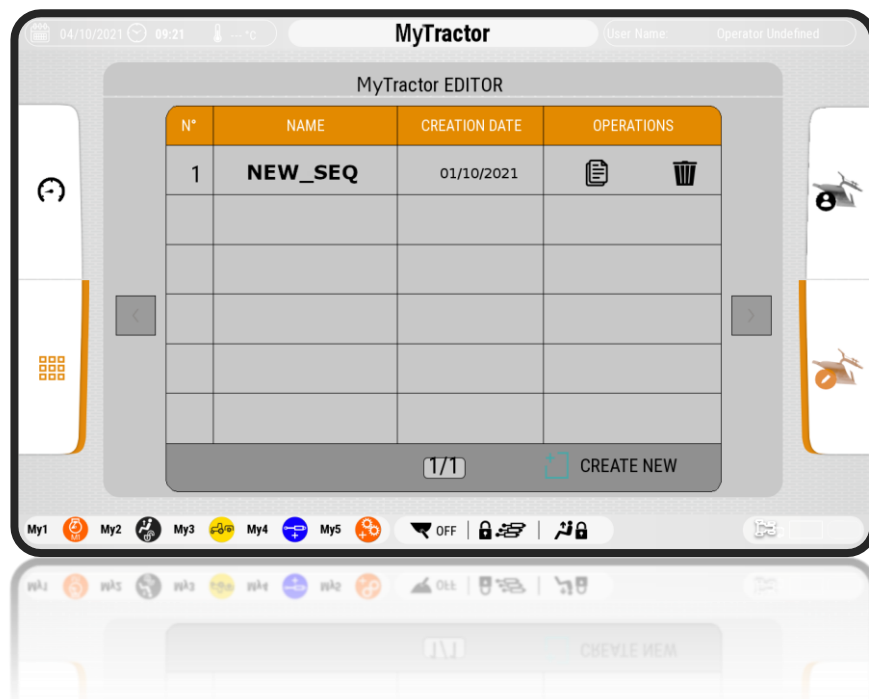 04/10/2021 09:21 --- °C MyTractor User Name Operator Undefined
MyTractor EDITOR
N° NAME CREATION DATE OPERATIONS
1 NEW_SEQ 01/10/2021
1/1 CREATE NEW
My1 My2 My3 My4 My5 OFF